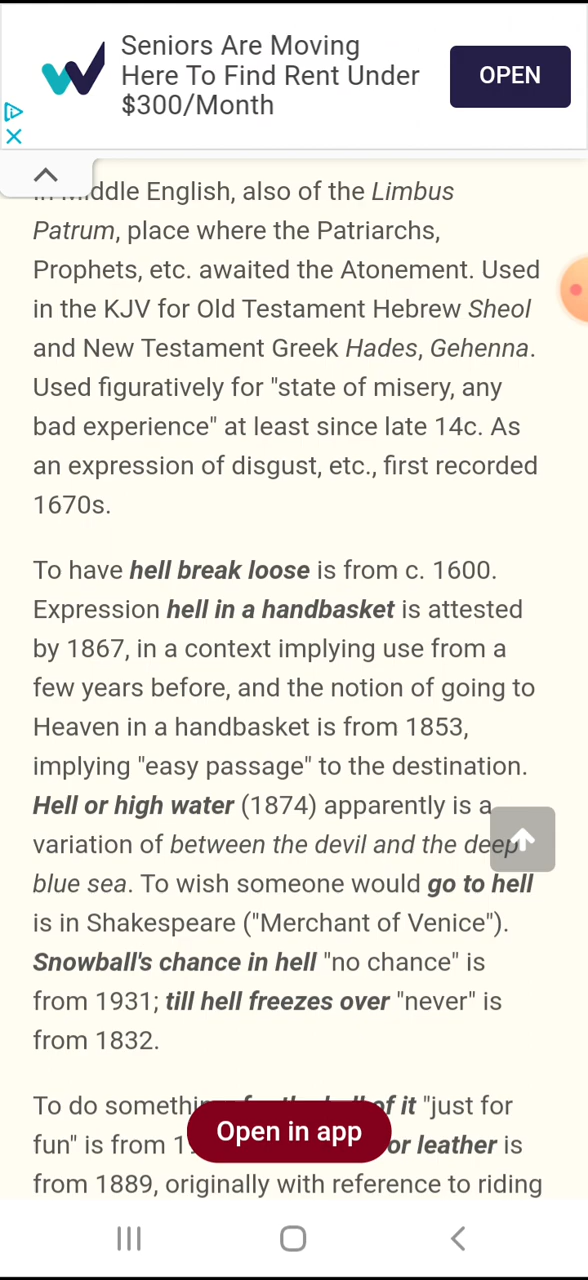 Seniors Are Moving
Here To Find Rent Under
$300/Month
OPEN
Middle English, also of the Limbus
Patrum, place where the Patriarchs,
Prophets, etc. awaited the Atonement. Used
in the KJV for Old Testament Hebrew Sheol
and New Testament Greek Hades, Gehenna.
Used figuratively for "state of misery, any
bad experience" at least since late 14c. As
an expression of disgust, etc., first recorded
1670s.
To have hell break loose is from c. 1600.
Expression hell in a handbasket is attested
by 1867, in a context implying use from a
few years before, and the notion of going to
Heaven in a handbasket is from 1853,
implying "easy passage" to the destination.
Hell or high water (1874) apparently is a
variation of between the devil and the deep
blue sea. To wish someone would go to hell
is in Shakespeare ("Merchant of Venice").
Snowball's chance in hell "no chance" is
from 1931; till hell freezes over "never" is
from 1832.
To do something for the hell of it "just for
fun" is from or leather is
Open in app
from 1889, originally with reference to riding